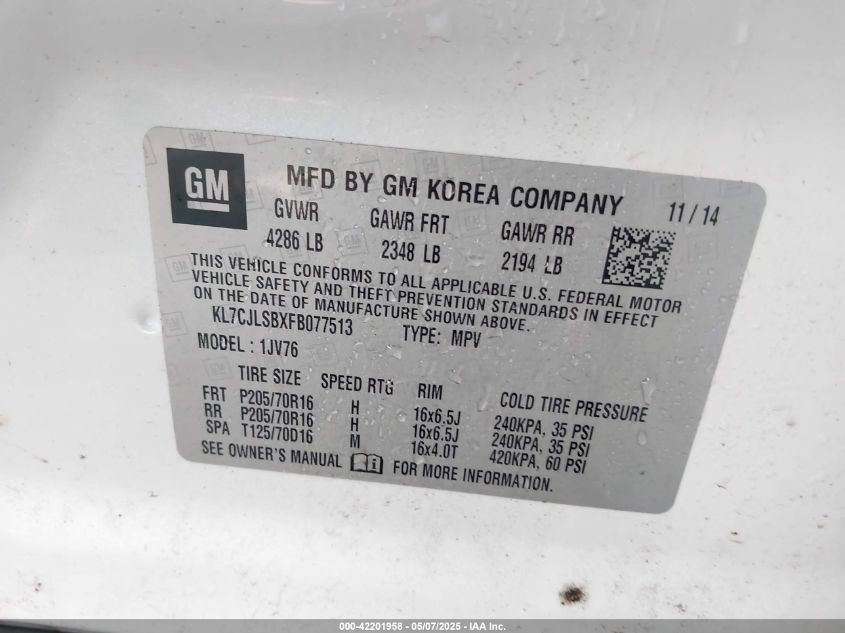 GM
MFD BY GM KOREA COMPANY 11/14
GVWR GAWR FRT GAWR RR
4286 LB 2348 LB 2194 LB
THIS VEHICLE CONFORMS TO ALL APPLICABLE U.S. FEDERAL MOTOR
VEHICLE SAFETY AND THEFT PREVENTION STANDARDS IN EFFECT
ON THE DATE OF MANUFACTURE SHOWN ABOVE.
KL7CJLSBXFB077513 TYPE: MPV
MODEL : 1JV76
TIRE SIZE SPEED RTG RIM COLD TIRE PRESSURE
FRT P205/70R16 H 16x6.5J 240KPA, 35 PSI
RR P205/70R16 H 16x6.5J 240KPA, 35 PSI
SPA T125/70D16 M 16x4.0T 420KPA, 60 PSI
SEE OWNER'S MANUAL FOR MORE INFORMATION.
000-42201958 - 05/07/2025 - IAA Inc.